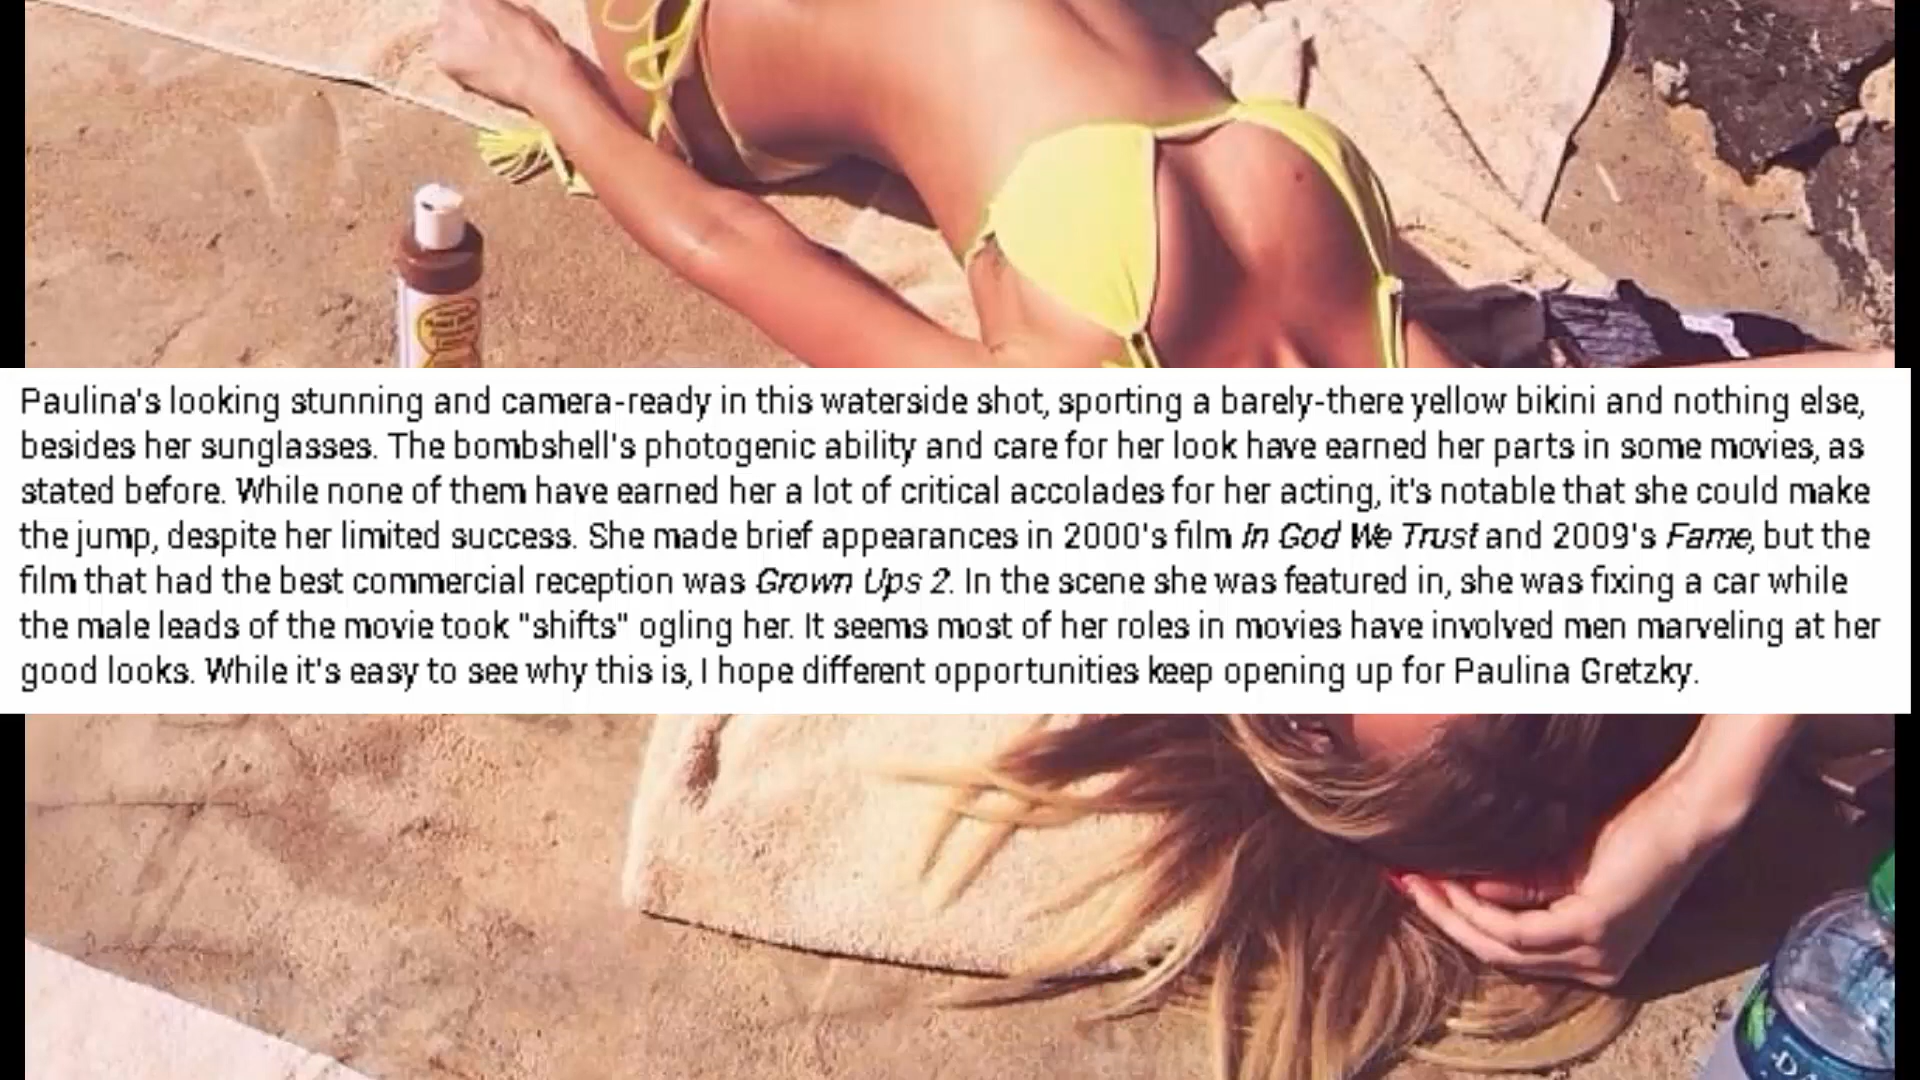 Paulina's looking stunning and camera-ready in this waterside shot, sporting a barely-there yellow bikini and nothing else,
besides her sunglasses. The bombshell's photogenic ability and care for her look have earned her parts in some movies, as
stated before. While none of them have earned her a lot of critical accolades for her acting, it's notable that she could make
the jump, despite her limited success. She made brief appearances in 2000's film In God We Trust and 2009's Fame, but the
film that had the best commercial reception was Grown Ups 2. In the scene she was featured in, she was fixing a car while
the male leads of the movie took "shifts" ogling her. It seems most of her roles in movies have involved men marveling at her
good looks. While it's easy to see why this is, I hope different opportunities keep opening up for Paulina Gretzky.